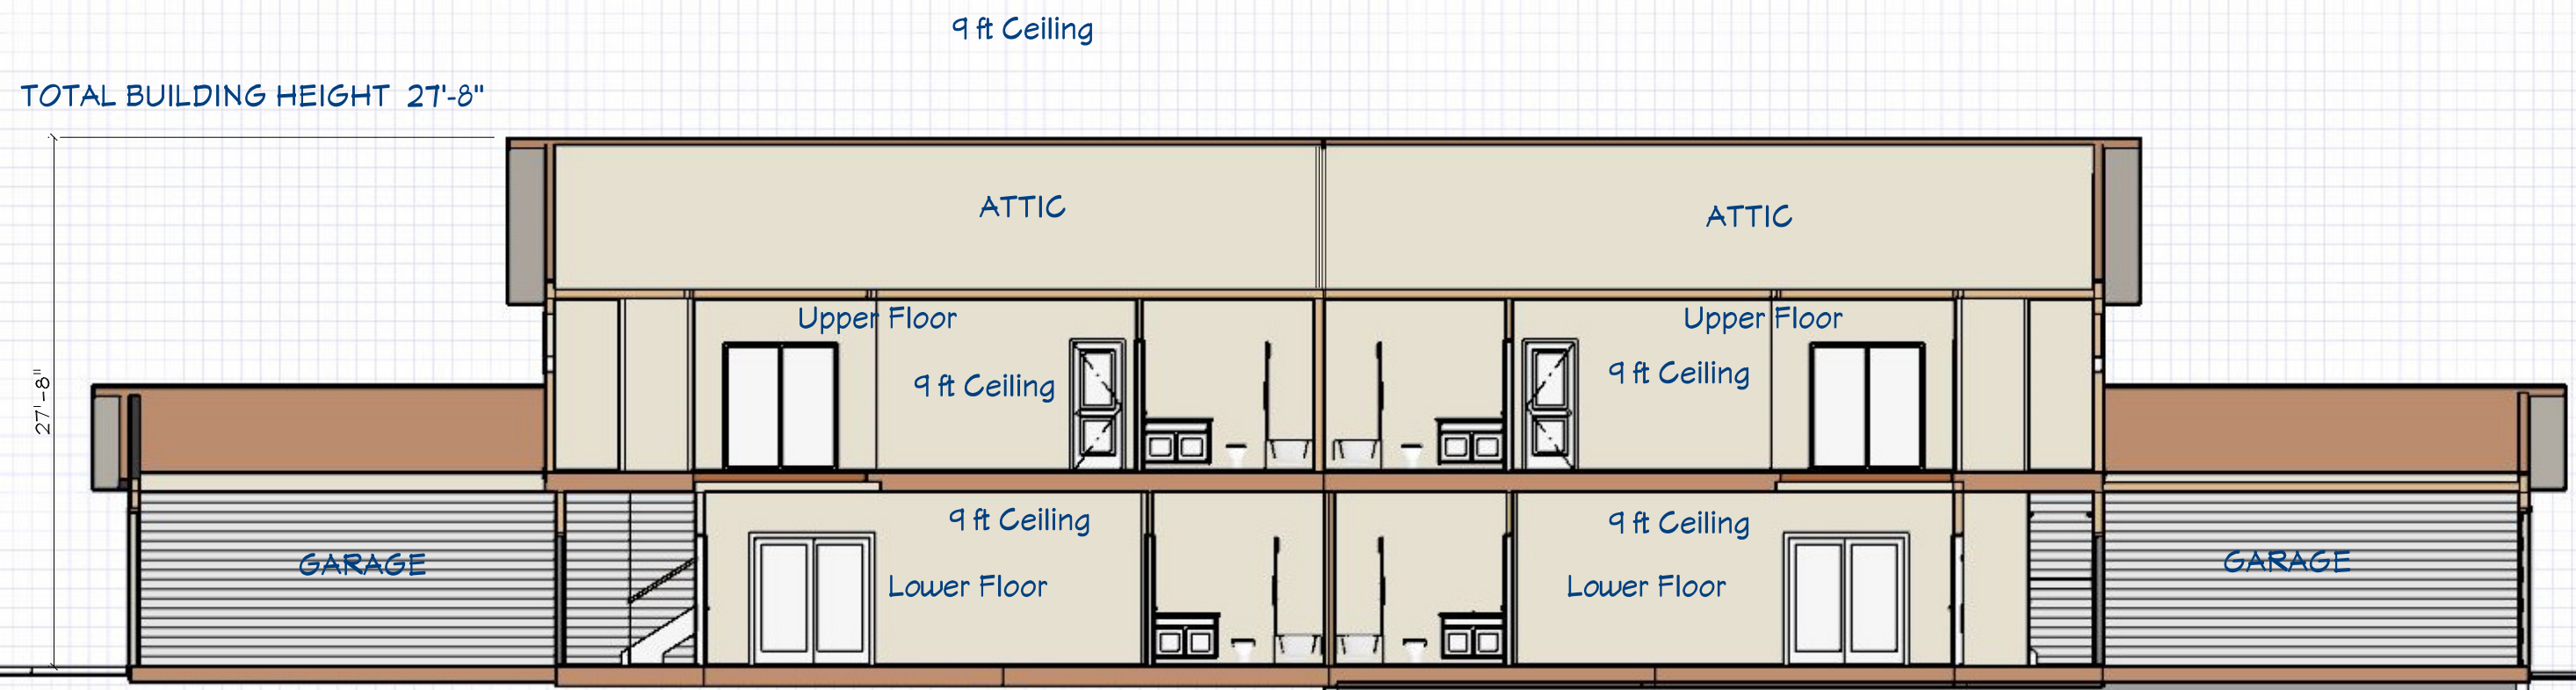 9 ft Ceiling
TOTAL BUILDING HEIGHT 27'-8"
ATTIC
ATTIC
Upper Floor
Upper Floor
9 ft Ceiling
9 ft Ceiling
27'-8"
9 ft Ceiling
9 ft Ceiling
GARAGE
Lower Floor
Lower Floor
GARAGE